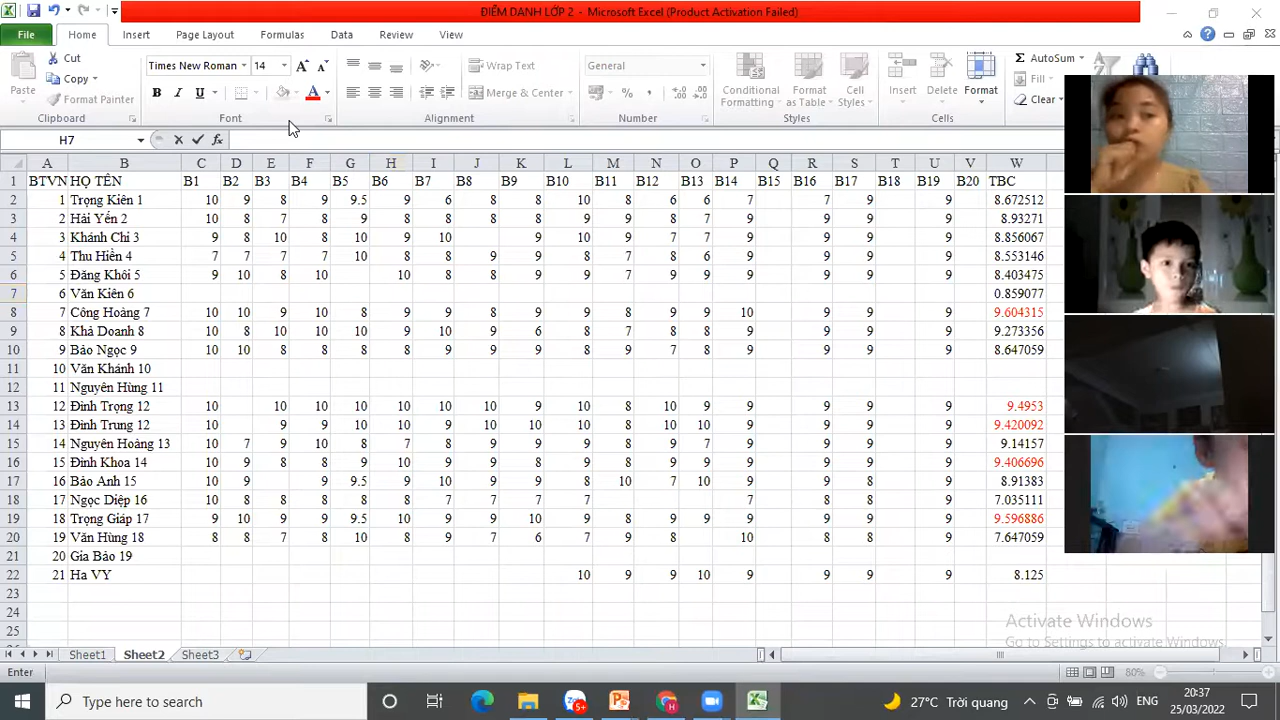 ĐIỂM DANH LỚP 2 - Microsoft Excel (Product Activation Failed)
File Home Insert Page Layout Formulas Data Review View
Cut
Copy
Format Painter
Paste
Clipboard
Times New Roman 14
B I U A
Font
Wrap Text
Merge & Center
Alignment
General
$ % ,
Number
Conditional Formatting
Format as Table
Cell Styles
Styles
Insert Delete Format
Cells
Σ AutoSum
Fill
Clear
H7 fx
A B C D E F G H I J K L M N O P Q R S T U V W
1 BTVN HỌ TÊN B1 B2 B3 B4 B5 B6 B7 B8 B9 B10 B11 B12 B13 B14 B15 B16 B17 B18 B19 B20 TBC
2 1 Trọng Kiên 1 10 9 8 9 9.5 9 6 8 8 10 8 6 6 7 7 9 9 8.672512
3 2 Hải Yến 2 10 8 7 8 9 8 8 8 8 9 9 8 7 9 9 9 9 8.93271
4 3 Khánh Chi 3 9 8 10 8 10 9 10 9 10 9 7 7 9 9 9 9 8.856067
5 4 Thu Hiền 4 7 7 7 7 10 8 8 9 9 8 7 8 6 9 9 9 9 8.553146
6 5 Đăng Khôi 5 9 10 8 10 10 8 8 9 9 7 9 9 9 9 9 9 8.403475
7 6 Văn Kiên 6 0.859077
8 7 Công Hoàng 7 10 10 9 10 8 9 9 8 9 9 8 9 9 10 9 9 9 9.604315
9 8 Khả Doanh 8 10 8 10 10 10 9 10 9 6 8 7 8 8 9 9 9 9 9.273356
10 9 Bảo Ngọc 9 10 10 8 8 8 8 9 9 9 8 9 7 8 9 9 9 9 8.647059
11 10 Văn Khánh 10
12 11 Nguyên Hùng 11
13 12 Đinh Trọng 12 10 10 10 10 10 10 10 9 10 8 10 9 9 9 9 9 9.4953
14 13 Đinh Trung 12 10 9 9 10 10 9 10 10 10 8 10 10 9 9 9 9 9.420092
15 14 Nguyên Hoàng 13 10 7 9 10 8 7 8 9 9 9 8 9 7 9 9 9 9 9.14157
16 15 Đinh Khoa 14 10 9 8 8 9 10 9 9 8 9 8 9 9 9 9 9 9 9.406696
17 16 Bảo Anh 15 10 9 9 9.5 9 10 9 9 8 10 7 10 9 8 8 9 8.91383
18 17 Ngọc Diệp 16 10 8 8 8 8 8 7 7 7 7 7 8 8 9 7.035111
19 18 Trọng Giáp 17 9 10 9 9 9.5 10 9 9 10 9 8 9 9 9 9 9 9 9.596886
20 19 Văn Hùng 18 8 8 7 8 10 8 9 7 6 7 9 8 10 8 8 9 7.647059
21 20 Gia Bảo 19
22 21 Ha VY 10 9 9 10 9 9 9 9 8.125
23
24
25
Activate Windows
Go to Settings to activate Windows.
Sheet1 Sheet2 Sheet3
Enter 80%
Type here to search
5+
27°C Trời quang
ENG
20:37
25/03/2022